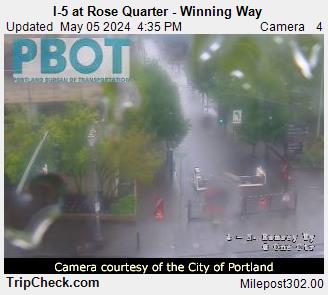 I-5 at Rose Quarter - Winning Way
Updated May 05 2024 4:35 PM Camera 4
PBOT
PORTLAND BUREAU OF TRANSPORTATION
Camera courtesy of the City of Portland
TripCheck.com Milepost302.00